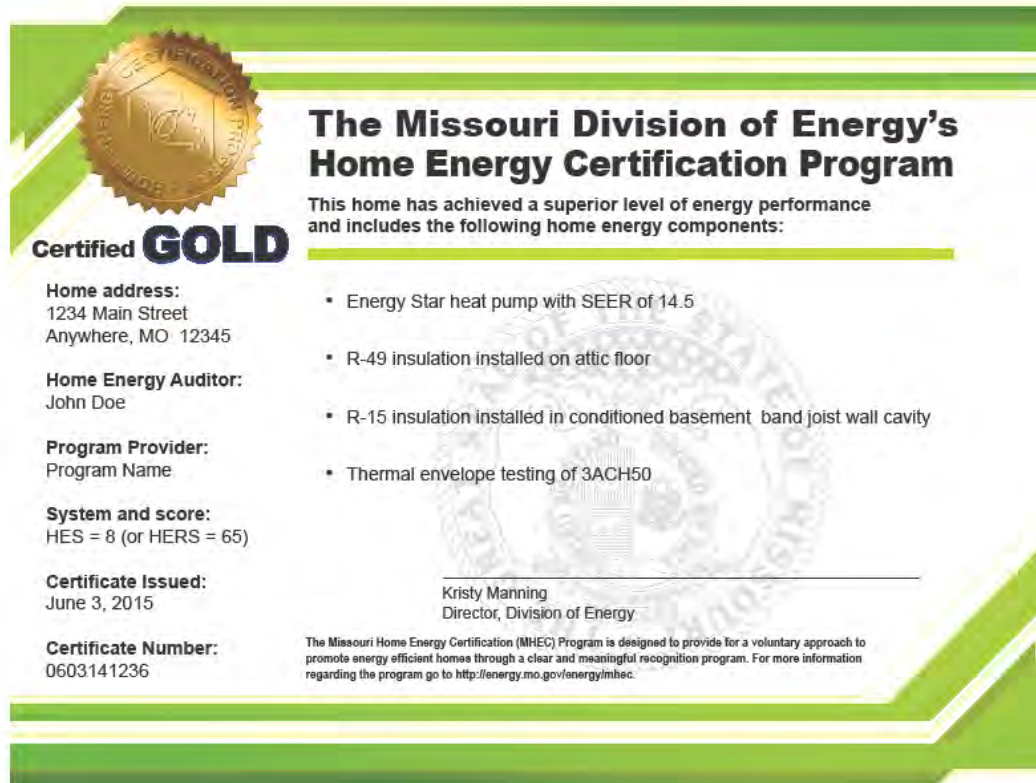 The Missouri Division of Energy's
Home Energy Certification Program
This home has achieved a superior level of energy performance
and includes the following home energy components:
Certified GOLD
Home address:
1234 Main Street
Anywhere, MO 12345
Home Energy Auditor:
John Doe
Program Provider:
Program Name
System and score:
HES = 8 (or HERS = 65)
Certificate Issued:
June 3, 2015
Certificate Number:
0603141236
• Energy Star heat pump with SEER of 14.5
• R-49 insulation installed on attic floor
• R-15 insulation installed in conditioned basement band joist wall cavity
• Thermal envelope testing of 3ACH50
Kristy Manning
Director, Division of Energy
The Missouri Home Energy Certification (MHEC) Program is designed to provide for a voluntary approach to
promote energy efficient homes through a clear and meaningful recognition program. For more information
regarding the program go to http://energy.mo.gov/energy/mhec.